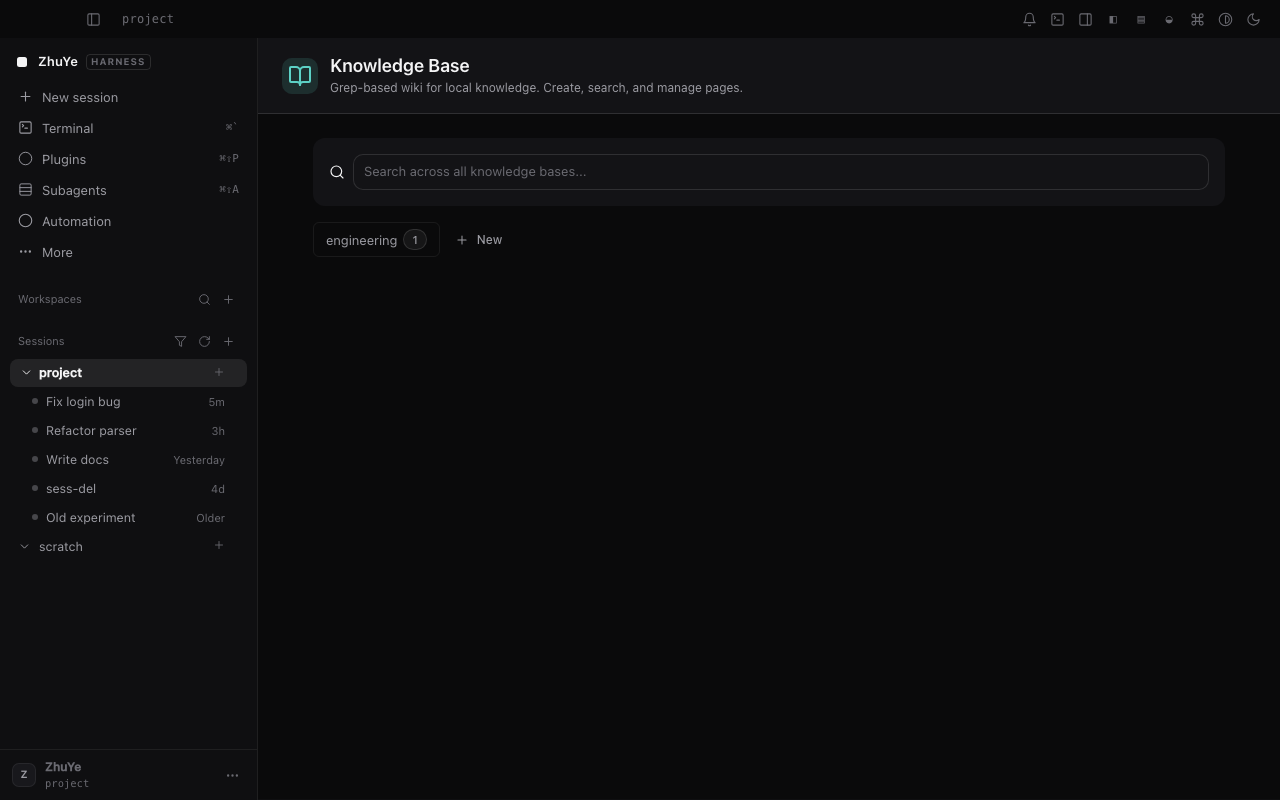 project
ZhuYe HARNESS
New session
Terminal ⌘`
Plugins ⌘⇧P
Subagents ⌘⇧A
Automation
More
Workspaces
Sessions
project
Fix login bug 5m
Refactor parser 3h
Write docs Yesterday
sess-del 4d
Old experiment Older
scratch
Z ZhuYe
project
Knowledge Base
Grep-based wiki for local knowledge. Create, search, and manage pages.
Search across all knowledge bases...
engineering 1
New